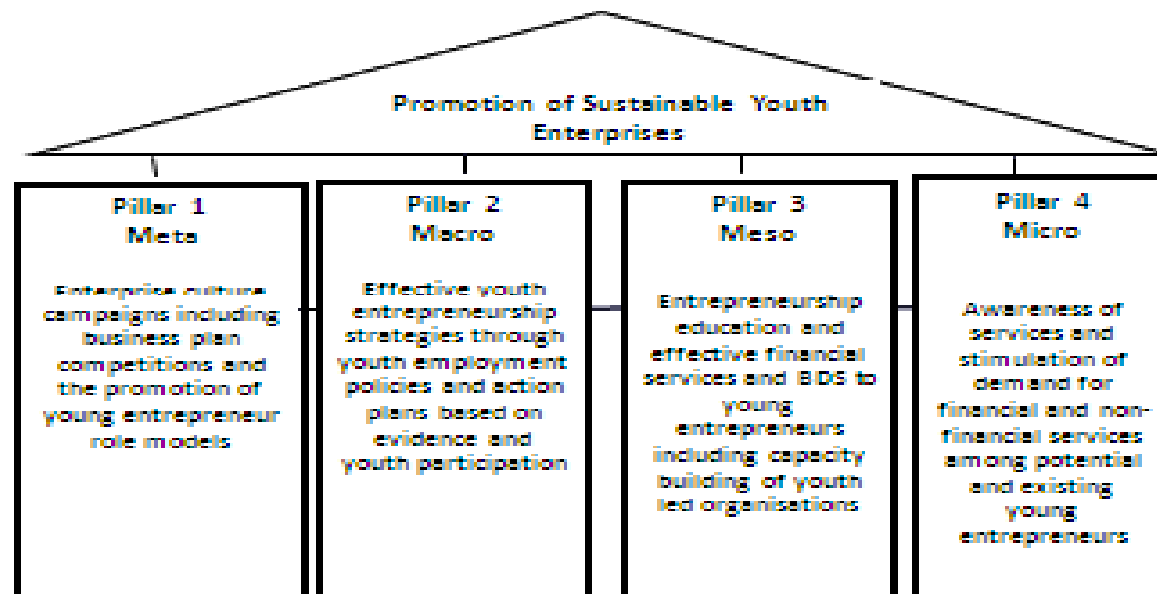 Promotion of Sustainable Youth
Enterprises
Pillar 1
Meta
Enterprise culture
campaigns including
business plan
competitions and
the promotion of
young entrepreneur
role models
Pillar 2
Macro
Effective youth
entrepreneurship
strategies through
youth employment
policies and action
plans based on
evidence and
youth participation
Pillar 3
Meso
Entrepreneurship
education and
effective financial
services and BDS to
young
entrepreneurs
including capacity
building of youth
led organisations
Pillar 4
Micro
Awareness of
services and
stimulation of
demand for
financial and non-
financial services
among potential
and existing
young
entrepreneurs